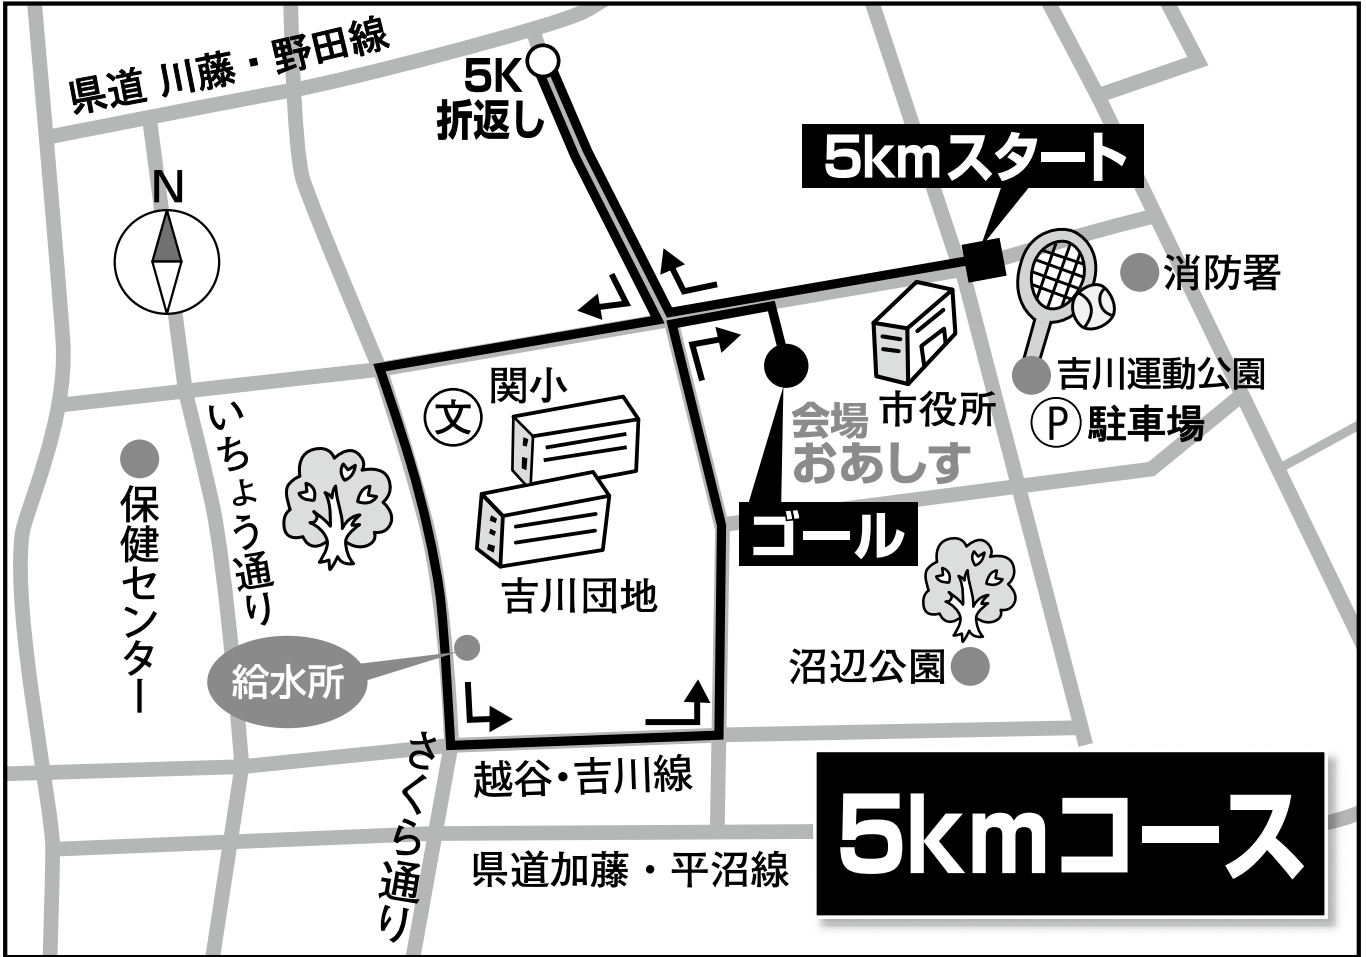 県道 川藤・野田線
5K
折返し
5kmスタート
N
消防署
吉川運動公園
P 駐車場
市役所
文
関小
会場
おあしす
ゴール
いちょう通り
保健センター
吉川団地
給水所
沼辺公園
さくら通り
越谷・吉川線
県道加藤・平沼線
5kmコース